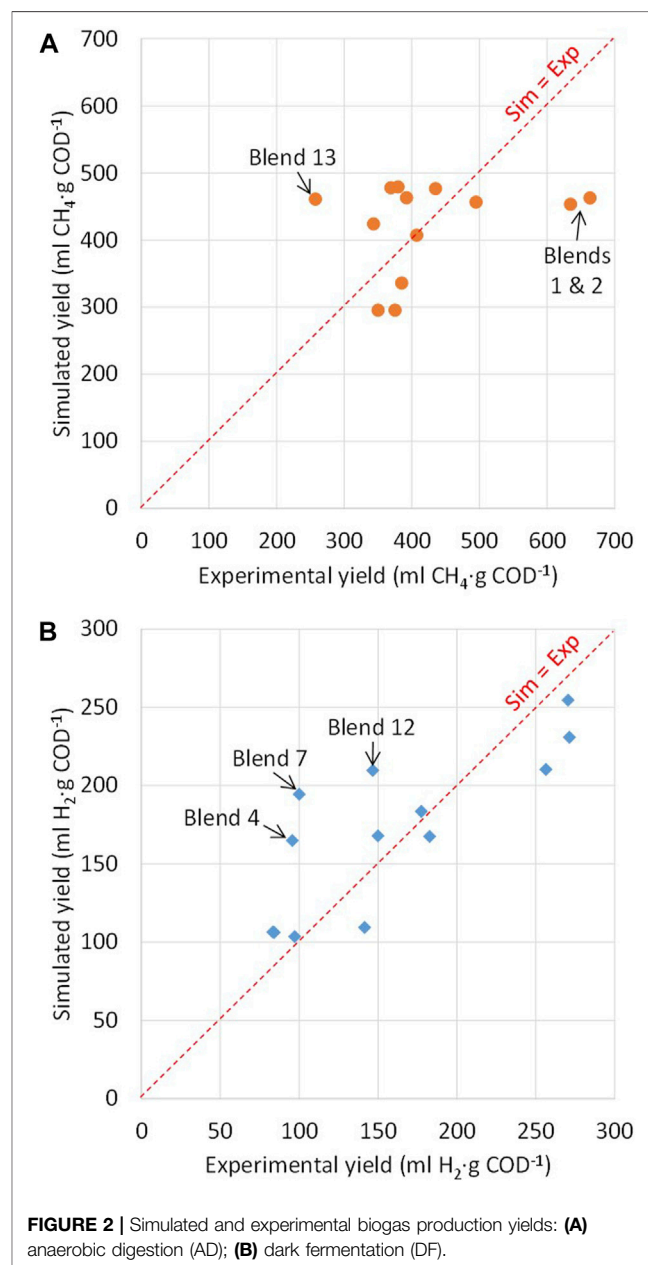 A
700
600
500
400
300
200
100
0
Simulated yield (ml CH₄·g COD⁻¹)
Sim = Exp
Blend 13
Blends
1 & 2
0 100 200 300 400 500 600 700
Experimental yield (ml CH₄·g COD⁻¹)
B
300
250
200
150
100
50
0
Simulated yield (ml H₂·g COD⁻¹)
Sim = Exp
Blend 12
Blend 7
Blend 4
0 50 100 150 200 250 300
Experimental yield (ml H₂·g COD⁻¹)
FIGURE 2 | Simulated and experimental biogas production yields: (A)
anaerobic digestion (AD); (B) dark fermentation (DF).